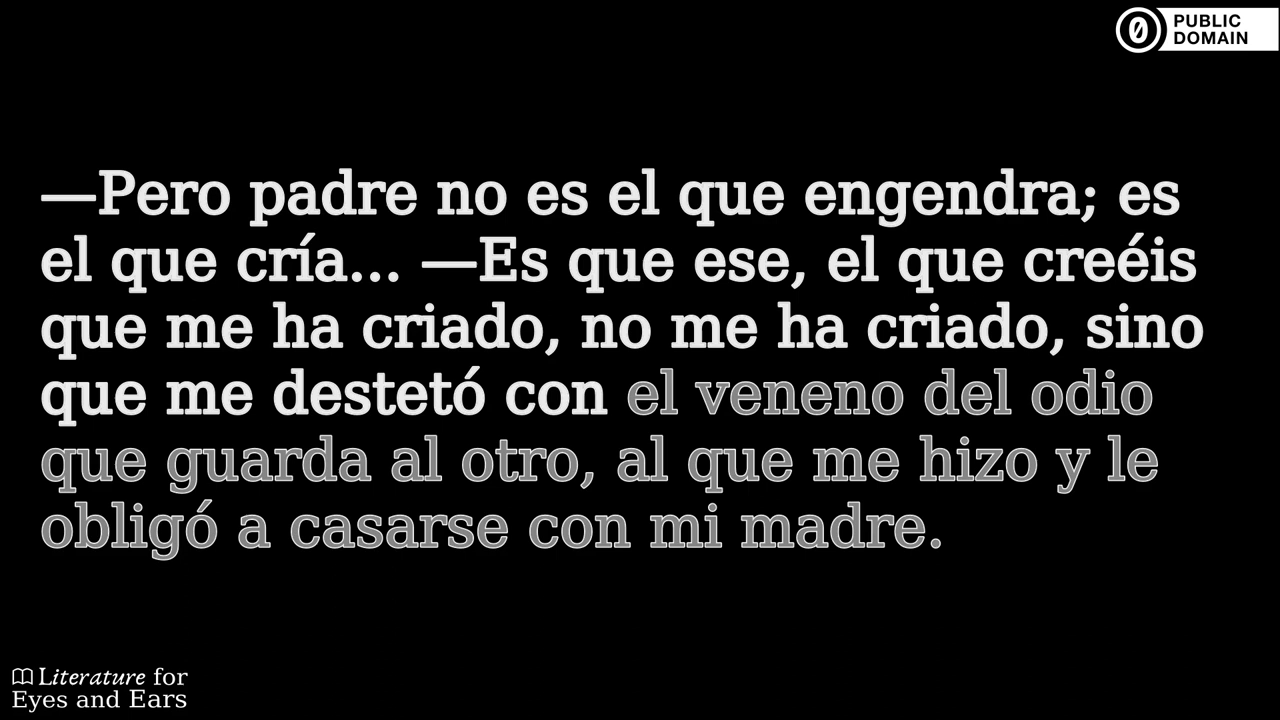 PUBLIC
DOMAIN
—Pero padre no es el que engendra; es
el que cría... —Es que ese, el que creéis
que me ha criado, no me ha criado, sino
que me destetó con el veneno del odio
que guarda al otro, al que me hizo y le
obligó a casarse con mi madre.
Literature for
Eyes and Ears